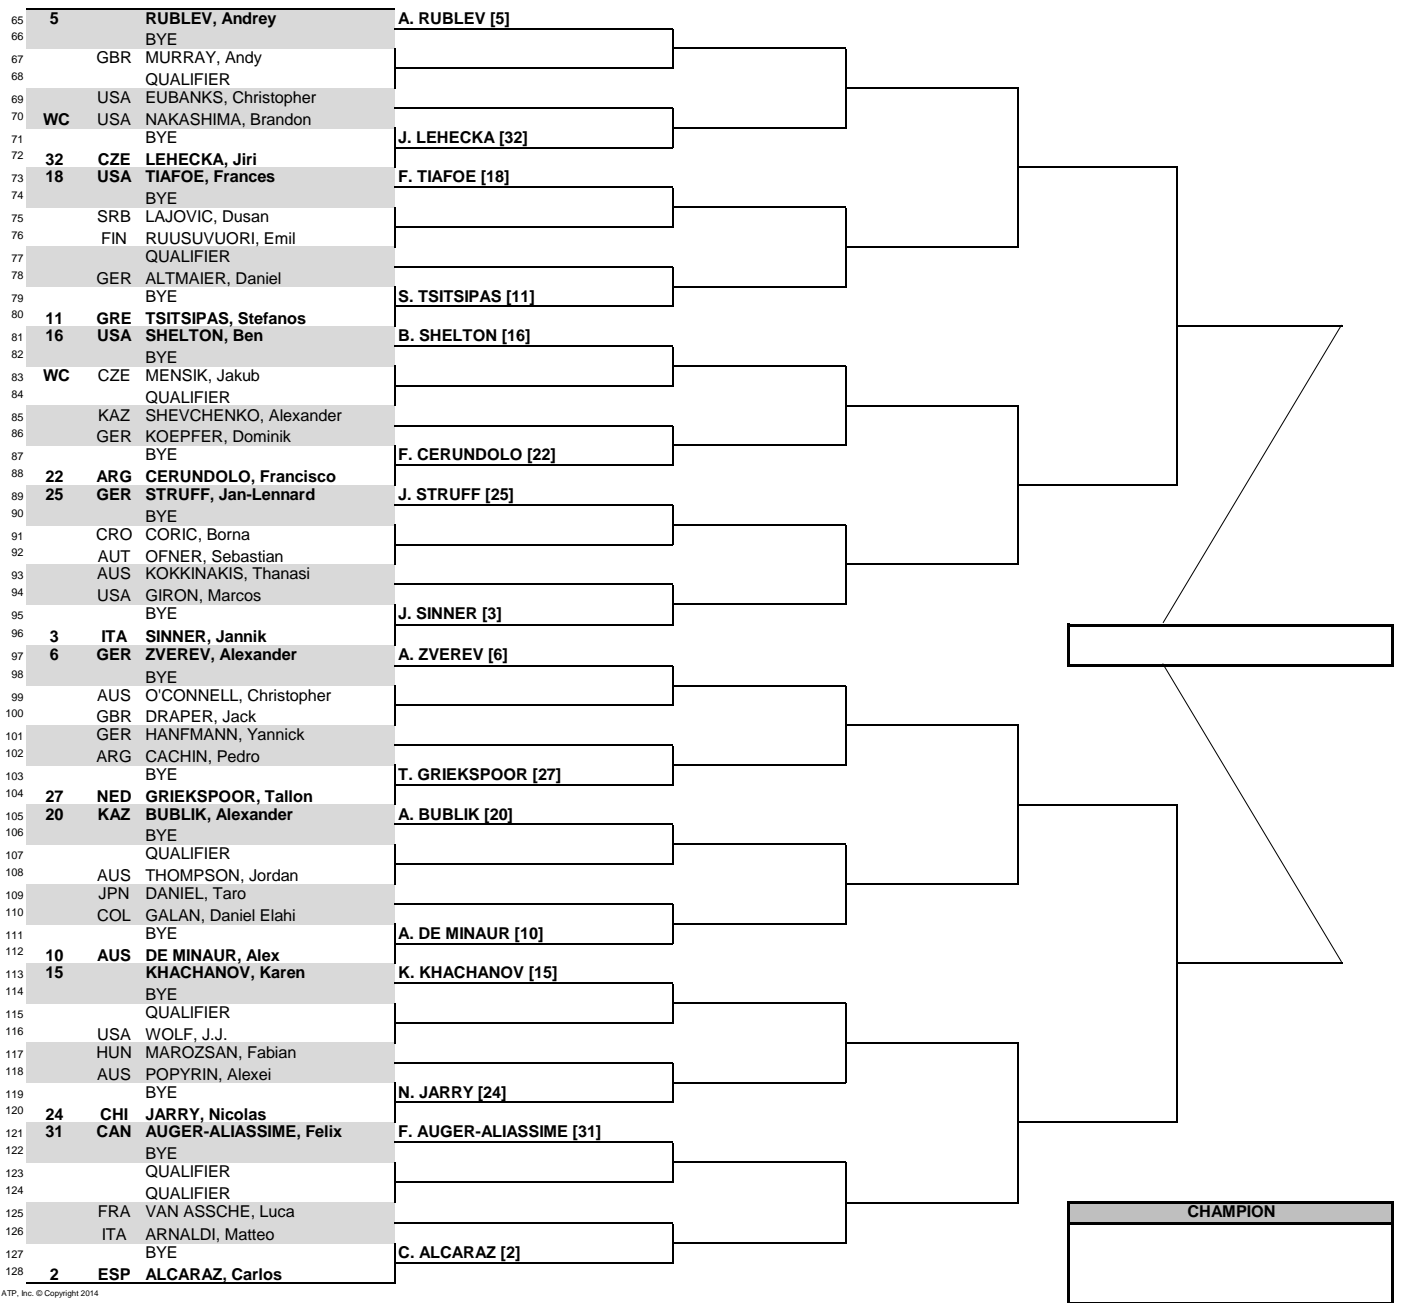 65 5 RUBLEV, Andrey A. RUBLEV [5]
66 BYE
67 GBR MURRAY, Andy
68 QUALIFIER
69 USA EUBANKS, Christopher
70 WC USA NAKASHIMA, Brandon
71 BYE J. LEHECKA [32]
72 32 CZE LEHECKA, Jiri
73 18 USA TIAFOE, Frances F. TIAFOE [18]
74 BYE
75 SRB LAJOVIC, Dusan
76 FIN RUUSUVUORI, Emil
77 QUALIFIER
78 GER ALTMAIER, Daniel
79 BYE S. TSITSIPAS [11]
80 11 GRE TSITSIPAS, Stefanos
81 16 USA SHELTON, Ben B. SHELTON [16]
82 BYE
83 WC CZE MENSIK, Jakub
84 QUALIFIER
85 KAZ SHEVCHENKO, Alexander
86 GER KOEPFER, Dominik
87 BYE F. CERUNDOLO [22]
88 22 ARG CERUNDOLO, Francisco
89 25 GER STRUFF, Jan-Lennard J. STRUFF [25]
90 BYE
91 CRO CORIC, Borna
92 AUT OFNER, Sebastian
93 AUS KOKKINAKIS, Thanasi
94 USA GIRON, Marcos
95 BYE J. SINNER [3]
96 3 ITA SINNER, Jannik
97 6 GER ZVEREV, Alexander A. ZVEREV [6]
98 BYE
99 AUS O'CONNELL, Christopher
100 GBR DRAPER, Jack
101 GER HANFMANN, Yannick
102 ARG CACHIN, Pedro
103 BYE T. GRIEKSPOOR [27]
104 27 NED GRIEKSPOOR, Tallon
105 20 KAZ BUBLIK, Alexander A. BUBLIK [20]
106 BYE
107 QUALIFIER
108 AUS THOMPSON, Jordan
109 JPN DANIEL, Taro
110 COL GALAN, Daniel Elahi
111 BYE A. DE MINAUR [10]
112 10 AUS DE MINAUR, Alex
113 15 KHACHANOV, Karen K. KHACHANOV [15]
114 BYE
115 QUALIFIER
116 USA WOLF, J.J.
117 HUN MAROZSAN, Fabian
118 AUS POPYRIN, Alexei
119 BYE N. JARRY [24]
120 24 CHI JARRY, Nicolas
121 31 CAN AUGER-ALIASSIME, Felix F. AUGER-ALIASSIME [31]
122 BYE
123 QUALIFIER
124 QUALIFIER
125 FRA VAN ASSCHE, Luca CHAMPION
126 ITA ARNALDI, Matteo
127 BYE C. ALCARAZ [2]
128 2 ESP ALCARAZ, Carlos
ATP, Inc. © Copyright 2014